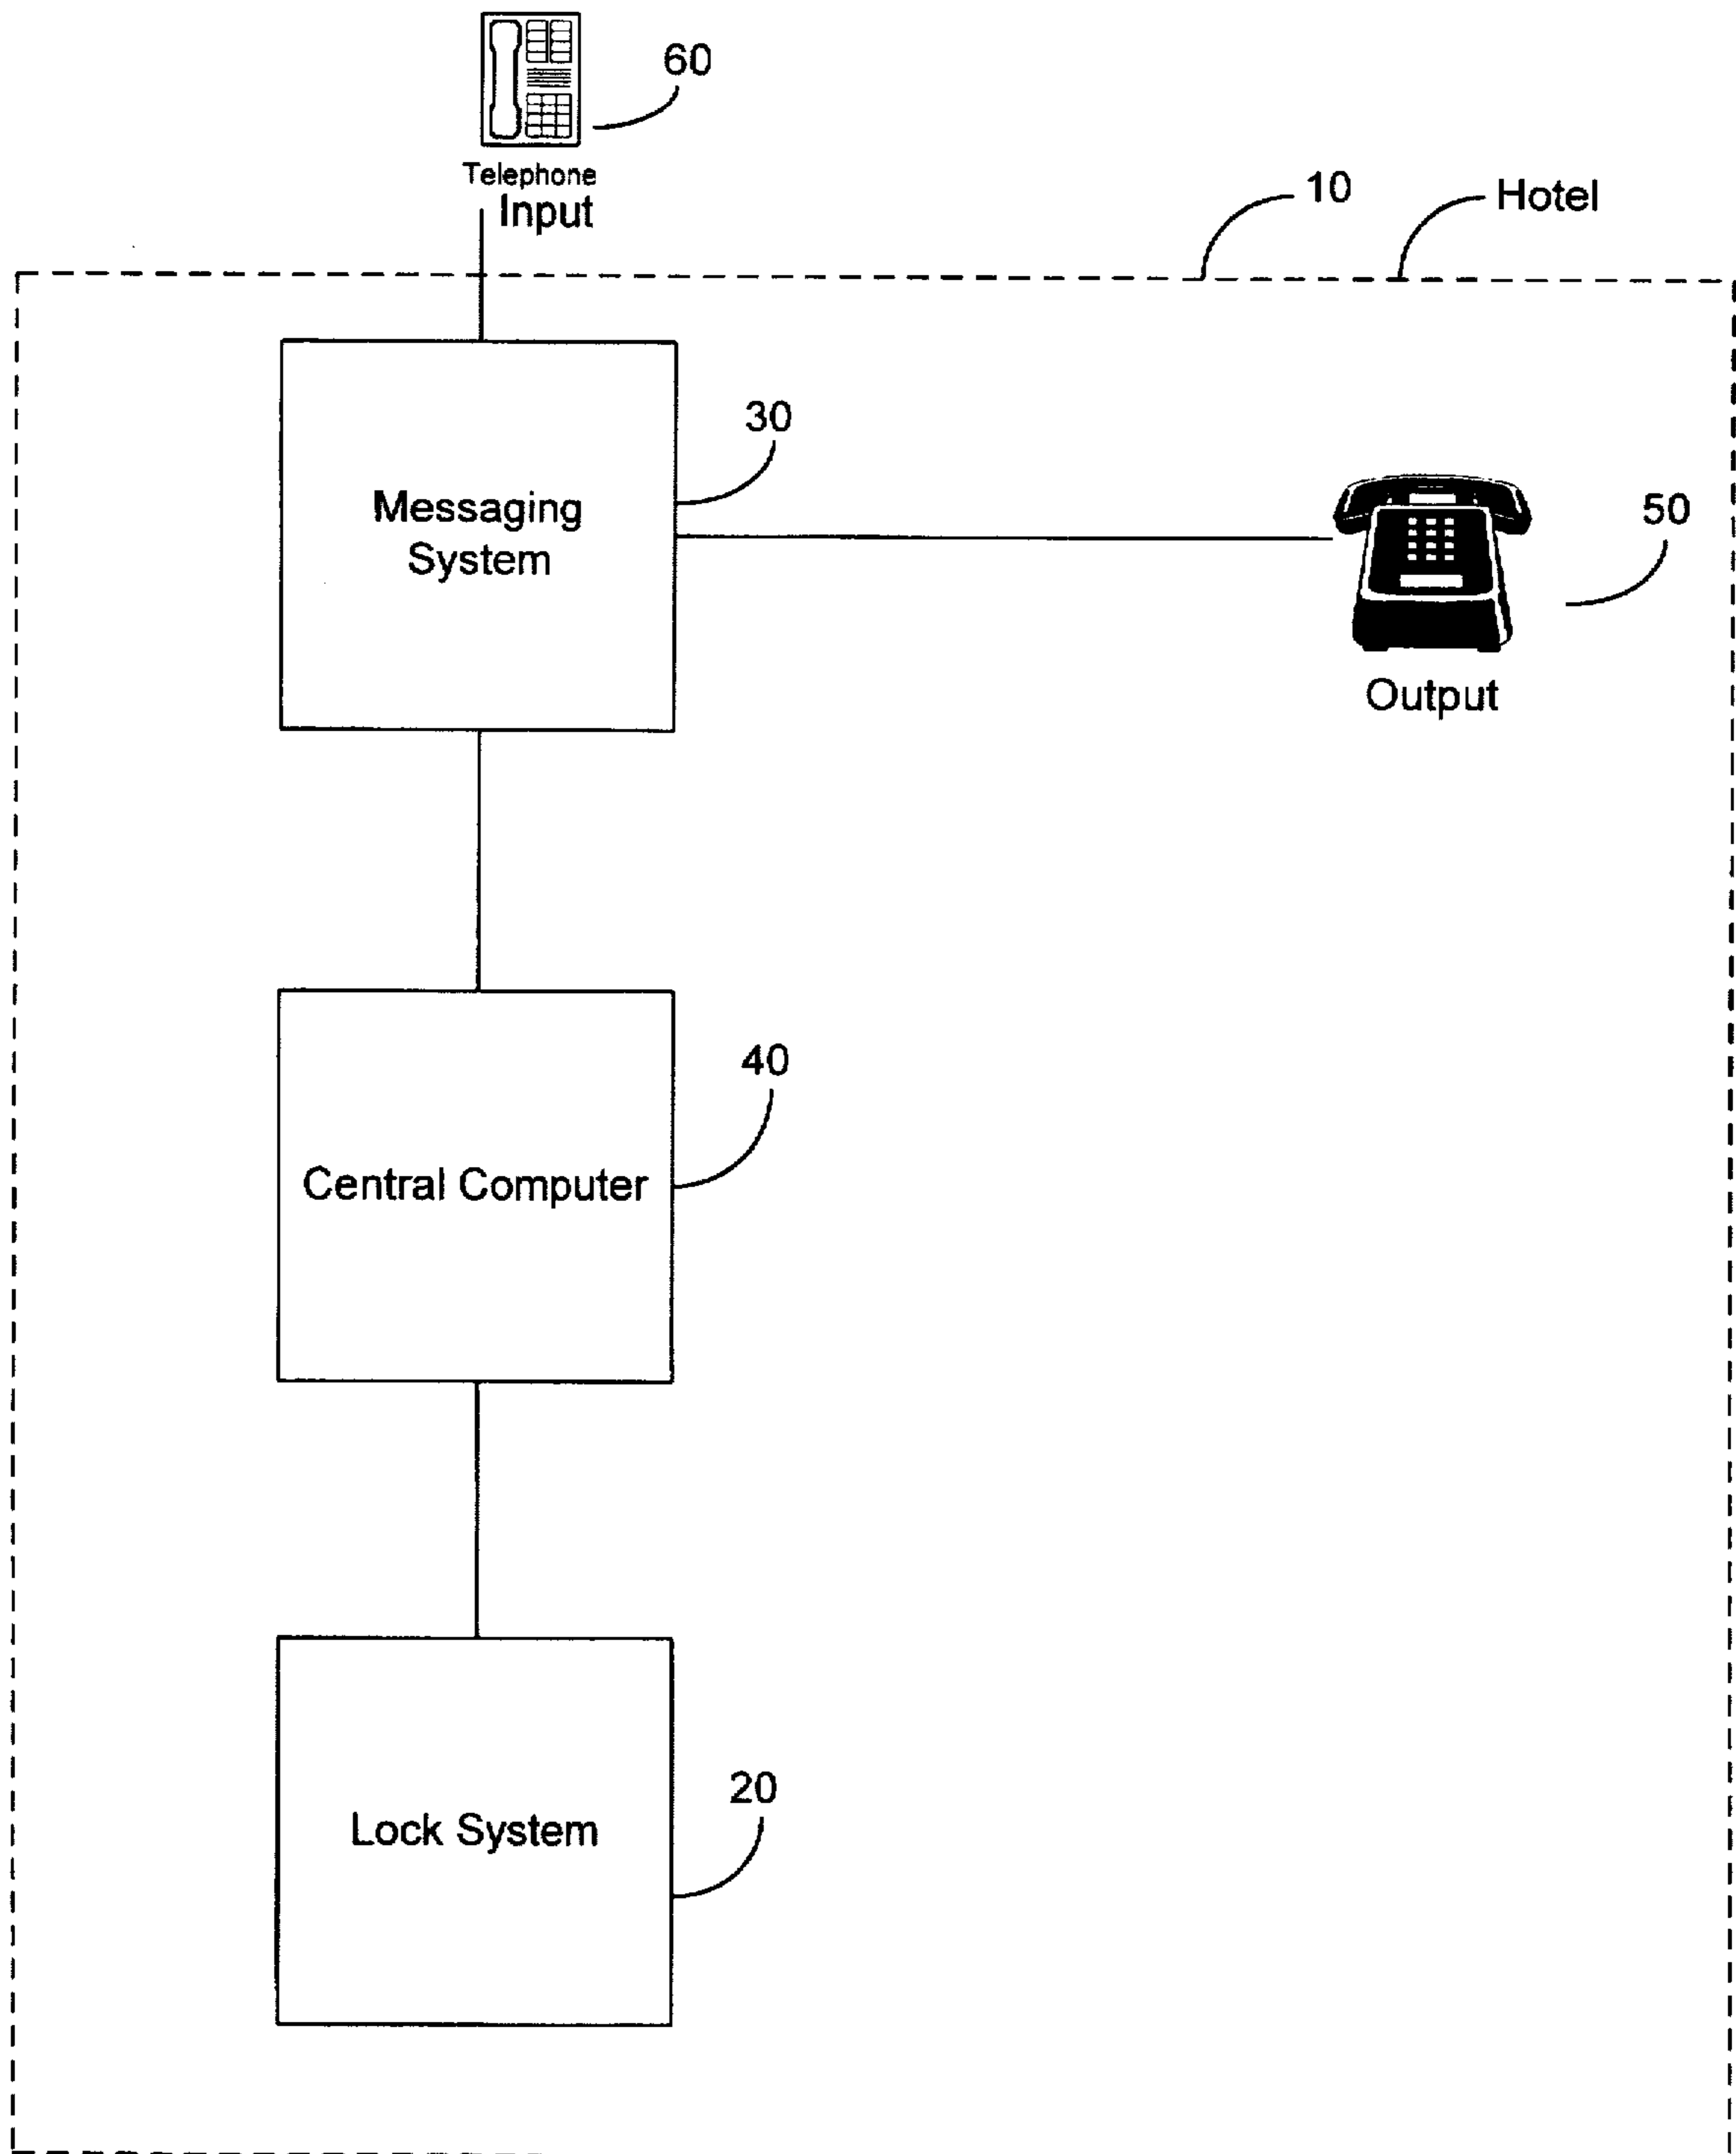 60
Telephone
Input
10
Hotel
30
Messaging
System
50
Output
40
Central Computer
20
Lock System